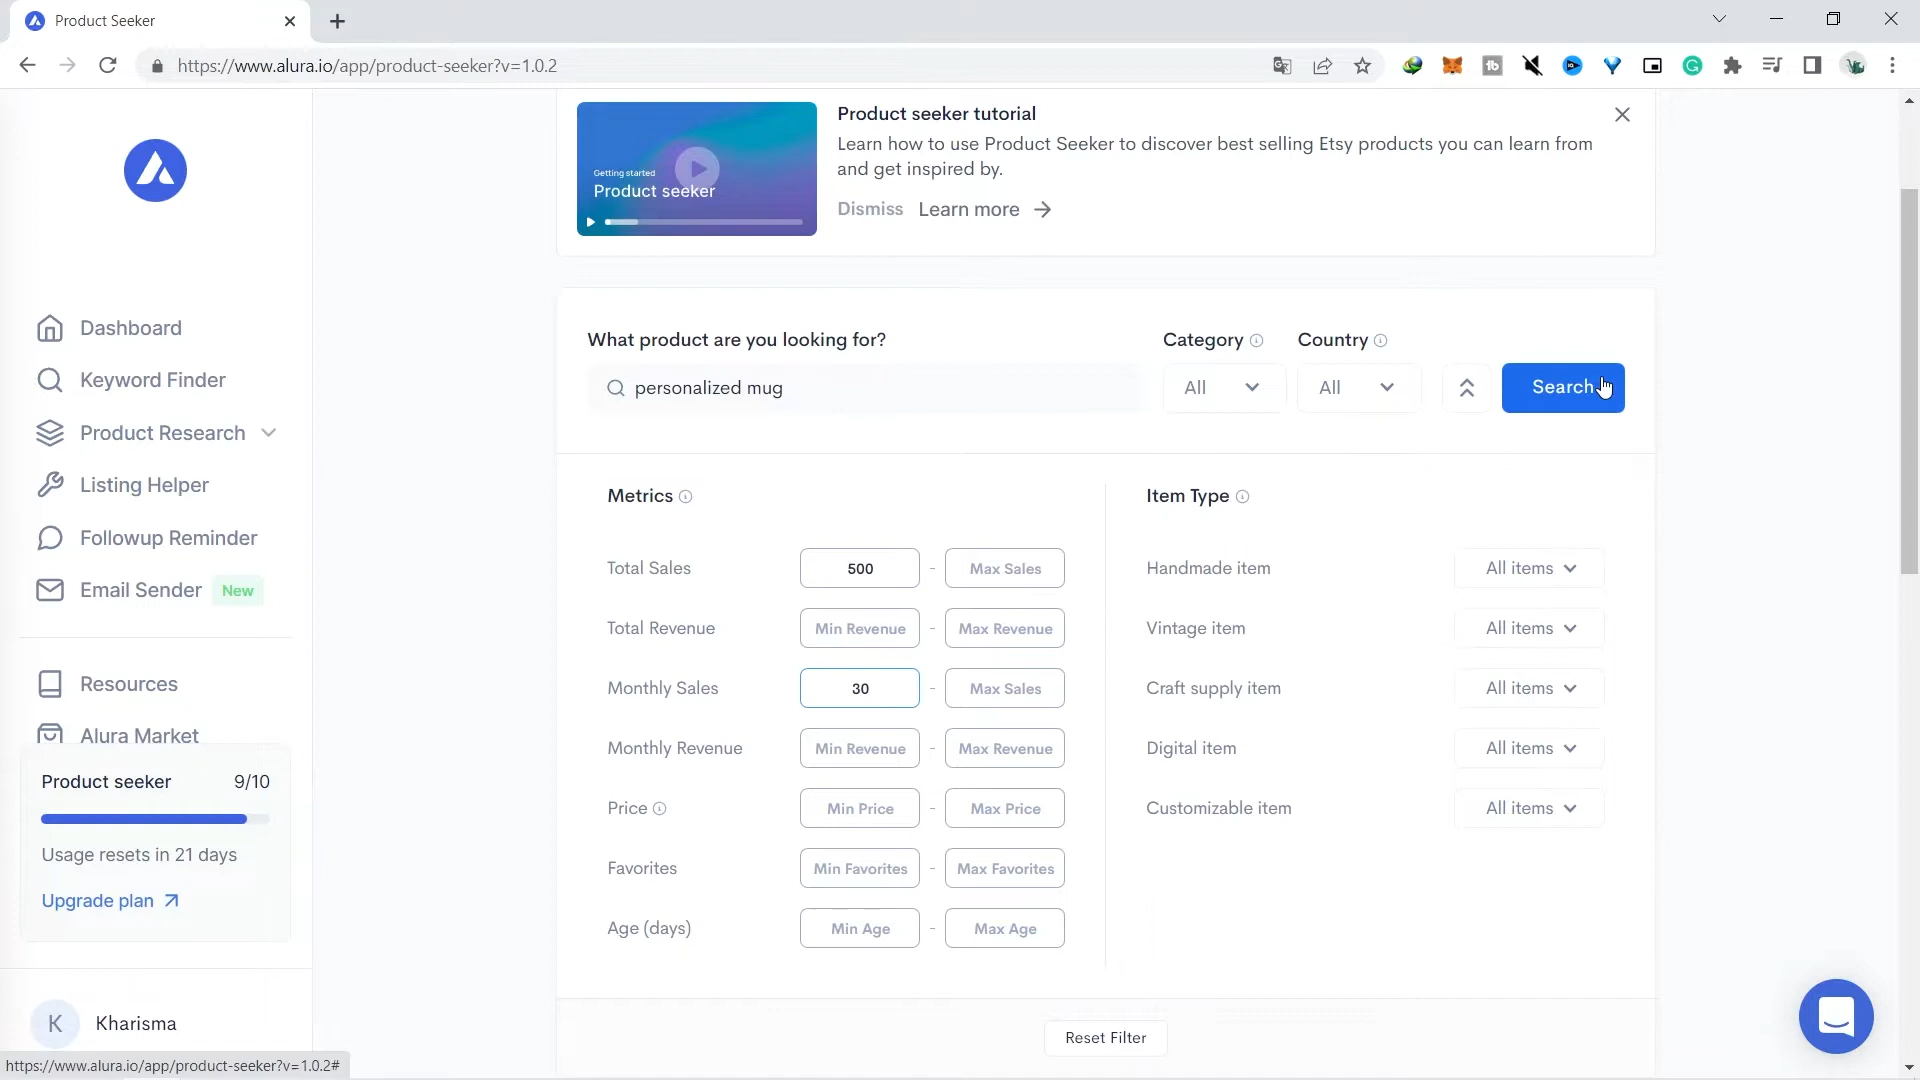 Product Seeker
https://www.alura.io/app/product-seeker?v=1.0.2
Product seeker tutorial
Learn how to use Product Seeker to discover best selling Etsy products you can learn from
and get inspired by.
Dismiss Learn more
Getting started
Product seeker
Dashboard
Keyword Finder
Product Research
Listing Helper
Followup Reminder
Email Sender New
Resources
Alura Market
Product seeker 9/10
Usage resets in 21 days
Upgrade plan
K Kharisma
https://www.alura.io/app/product-seeker?v=1.0.2#
What product are you looking for? Category Country
personalized mug All All Search
Metrics
Total Sales 500 - Max Sales
Total Revenue Min Revenue - Max Revenue
Monthly Sales 30 - Max Sales
Monthly Revenue Min Revenue - Max Revenue
Price Min Price - Max Price
Favorites Min Favorites - Max Favorites
Age (days) Min Age - Max Age
Item Type
Handmade item All items
Vintage item All items
Craft supply item All items
Digital item All items
Customizable item All items
Reset Filter